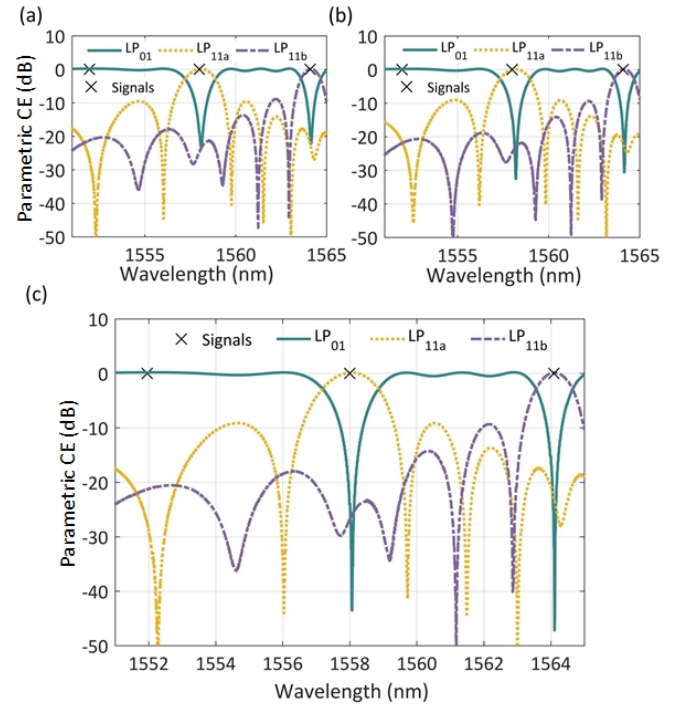 (a)
LP01 LP11a LP11b
Signals
Parametric CE (dB)
10
0
-10
-20
-30
-40
-50
1555 1560 1565
Wavelength (nm)
(b)
LP01 LP11a LP11b
Signals
10
0
-10
-20
-30
-40
-50
1555 1560 1565
Wavelength (nm)
(c)
Signals LP01 LP11a LP11b
Parametric CE (dB)
10
0
-10
-20
-30
-40
-50
1552 1554 1556 1558 1560 1562 1564
Wavelength (nm)